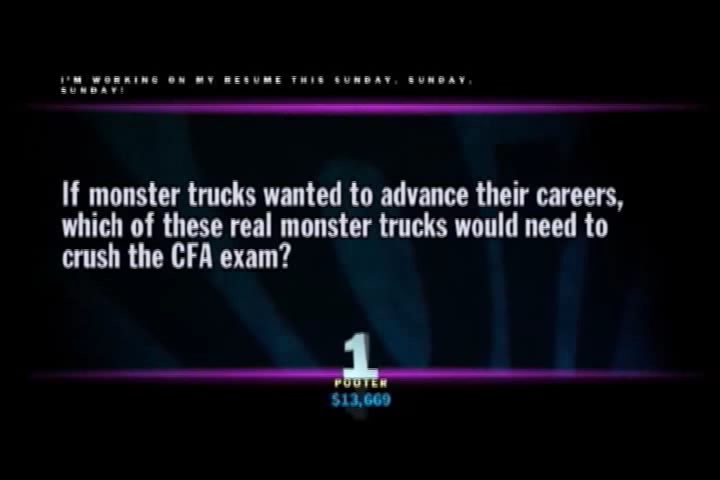 I'M WORKING ON MY RESUME THIS SUNDAY, SUNDAY,
SUNDAY!
If monster trucks wanted to advance their careers,
which of these real monster trucks would need to
crush the CFA exam?
1
POOTER
$13,669